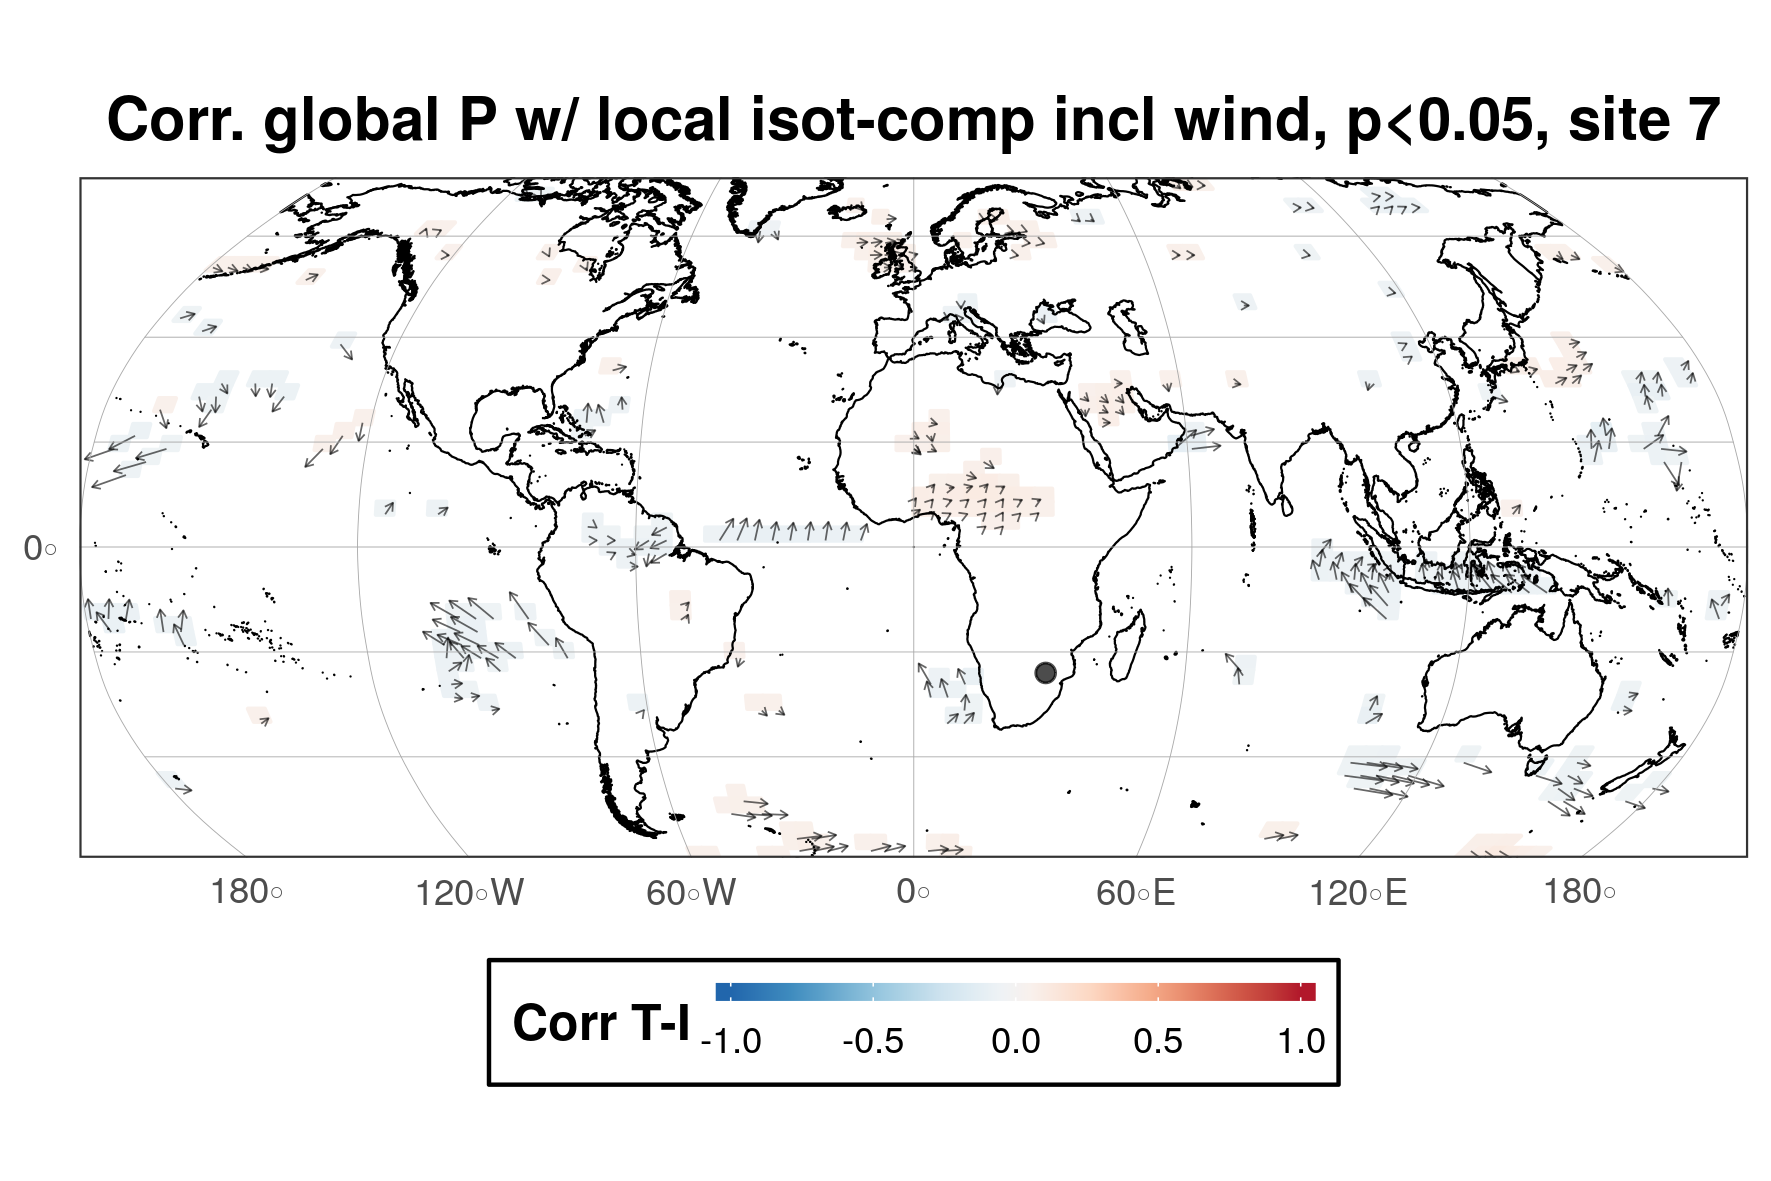 Corr. global P w/ local isot-comp incl wind, p<0.05, site 7
0°
180° 120°W 60°W 0° 60°E 120°E 180°
Corr T-I
-1.0 -0.5 0.0 0.5 1.0